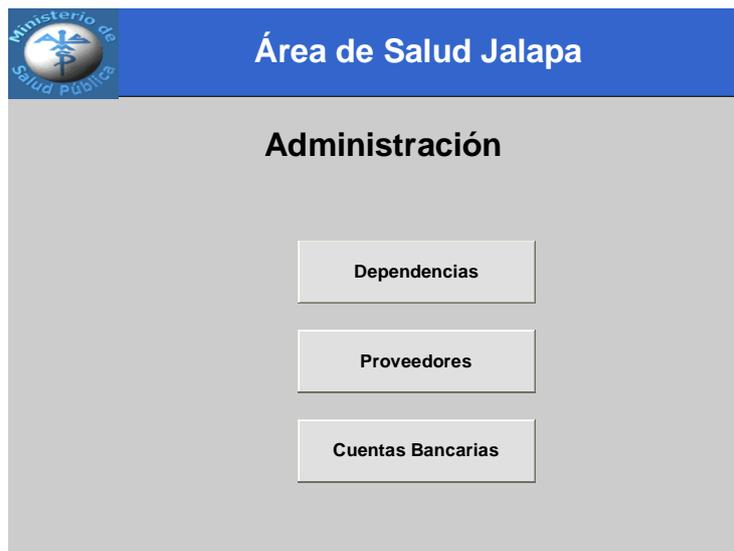 Ministerio de
Salud Pública
Área de Salud Jalapa
Administración
Dependencias
Proveedores
Cuentas Bancarias